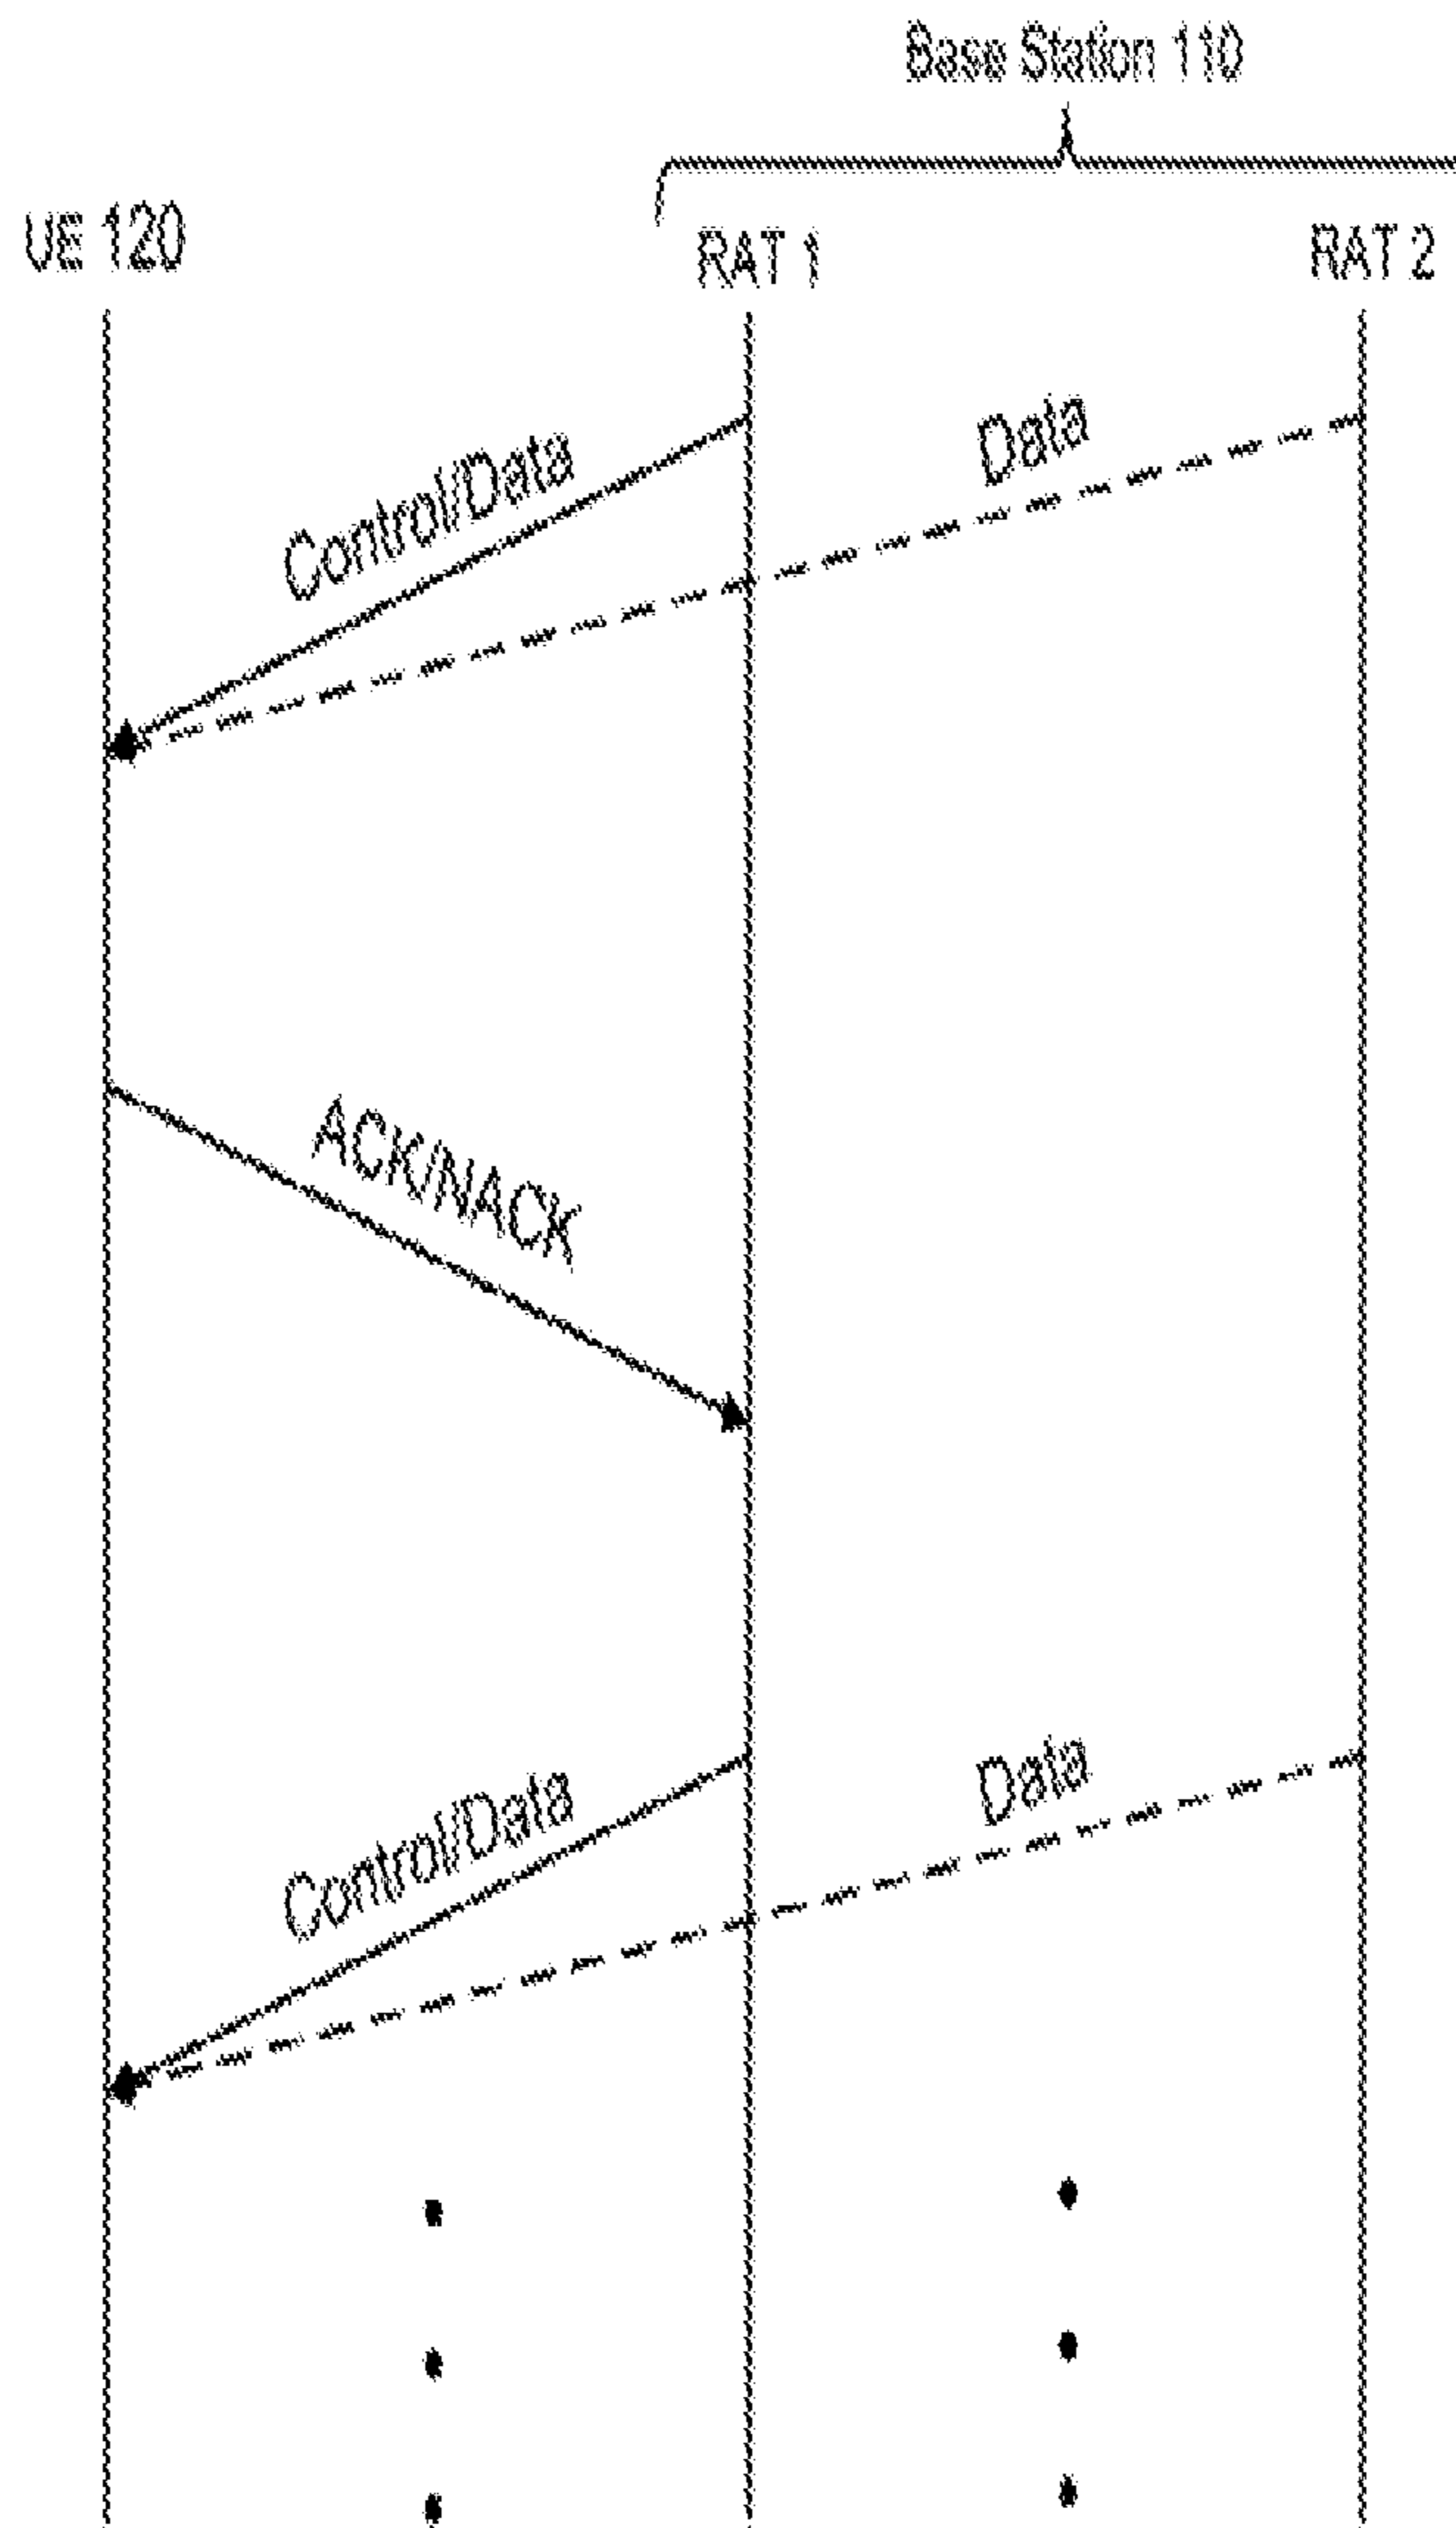 Base Station 110
UE 120
RAT 1
RAT 2
Control/Data
Data
ACK/NACK
Control/Data
Data